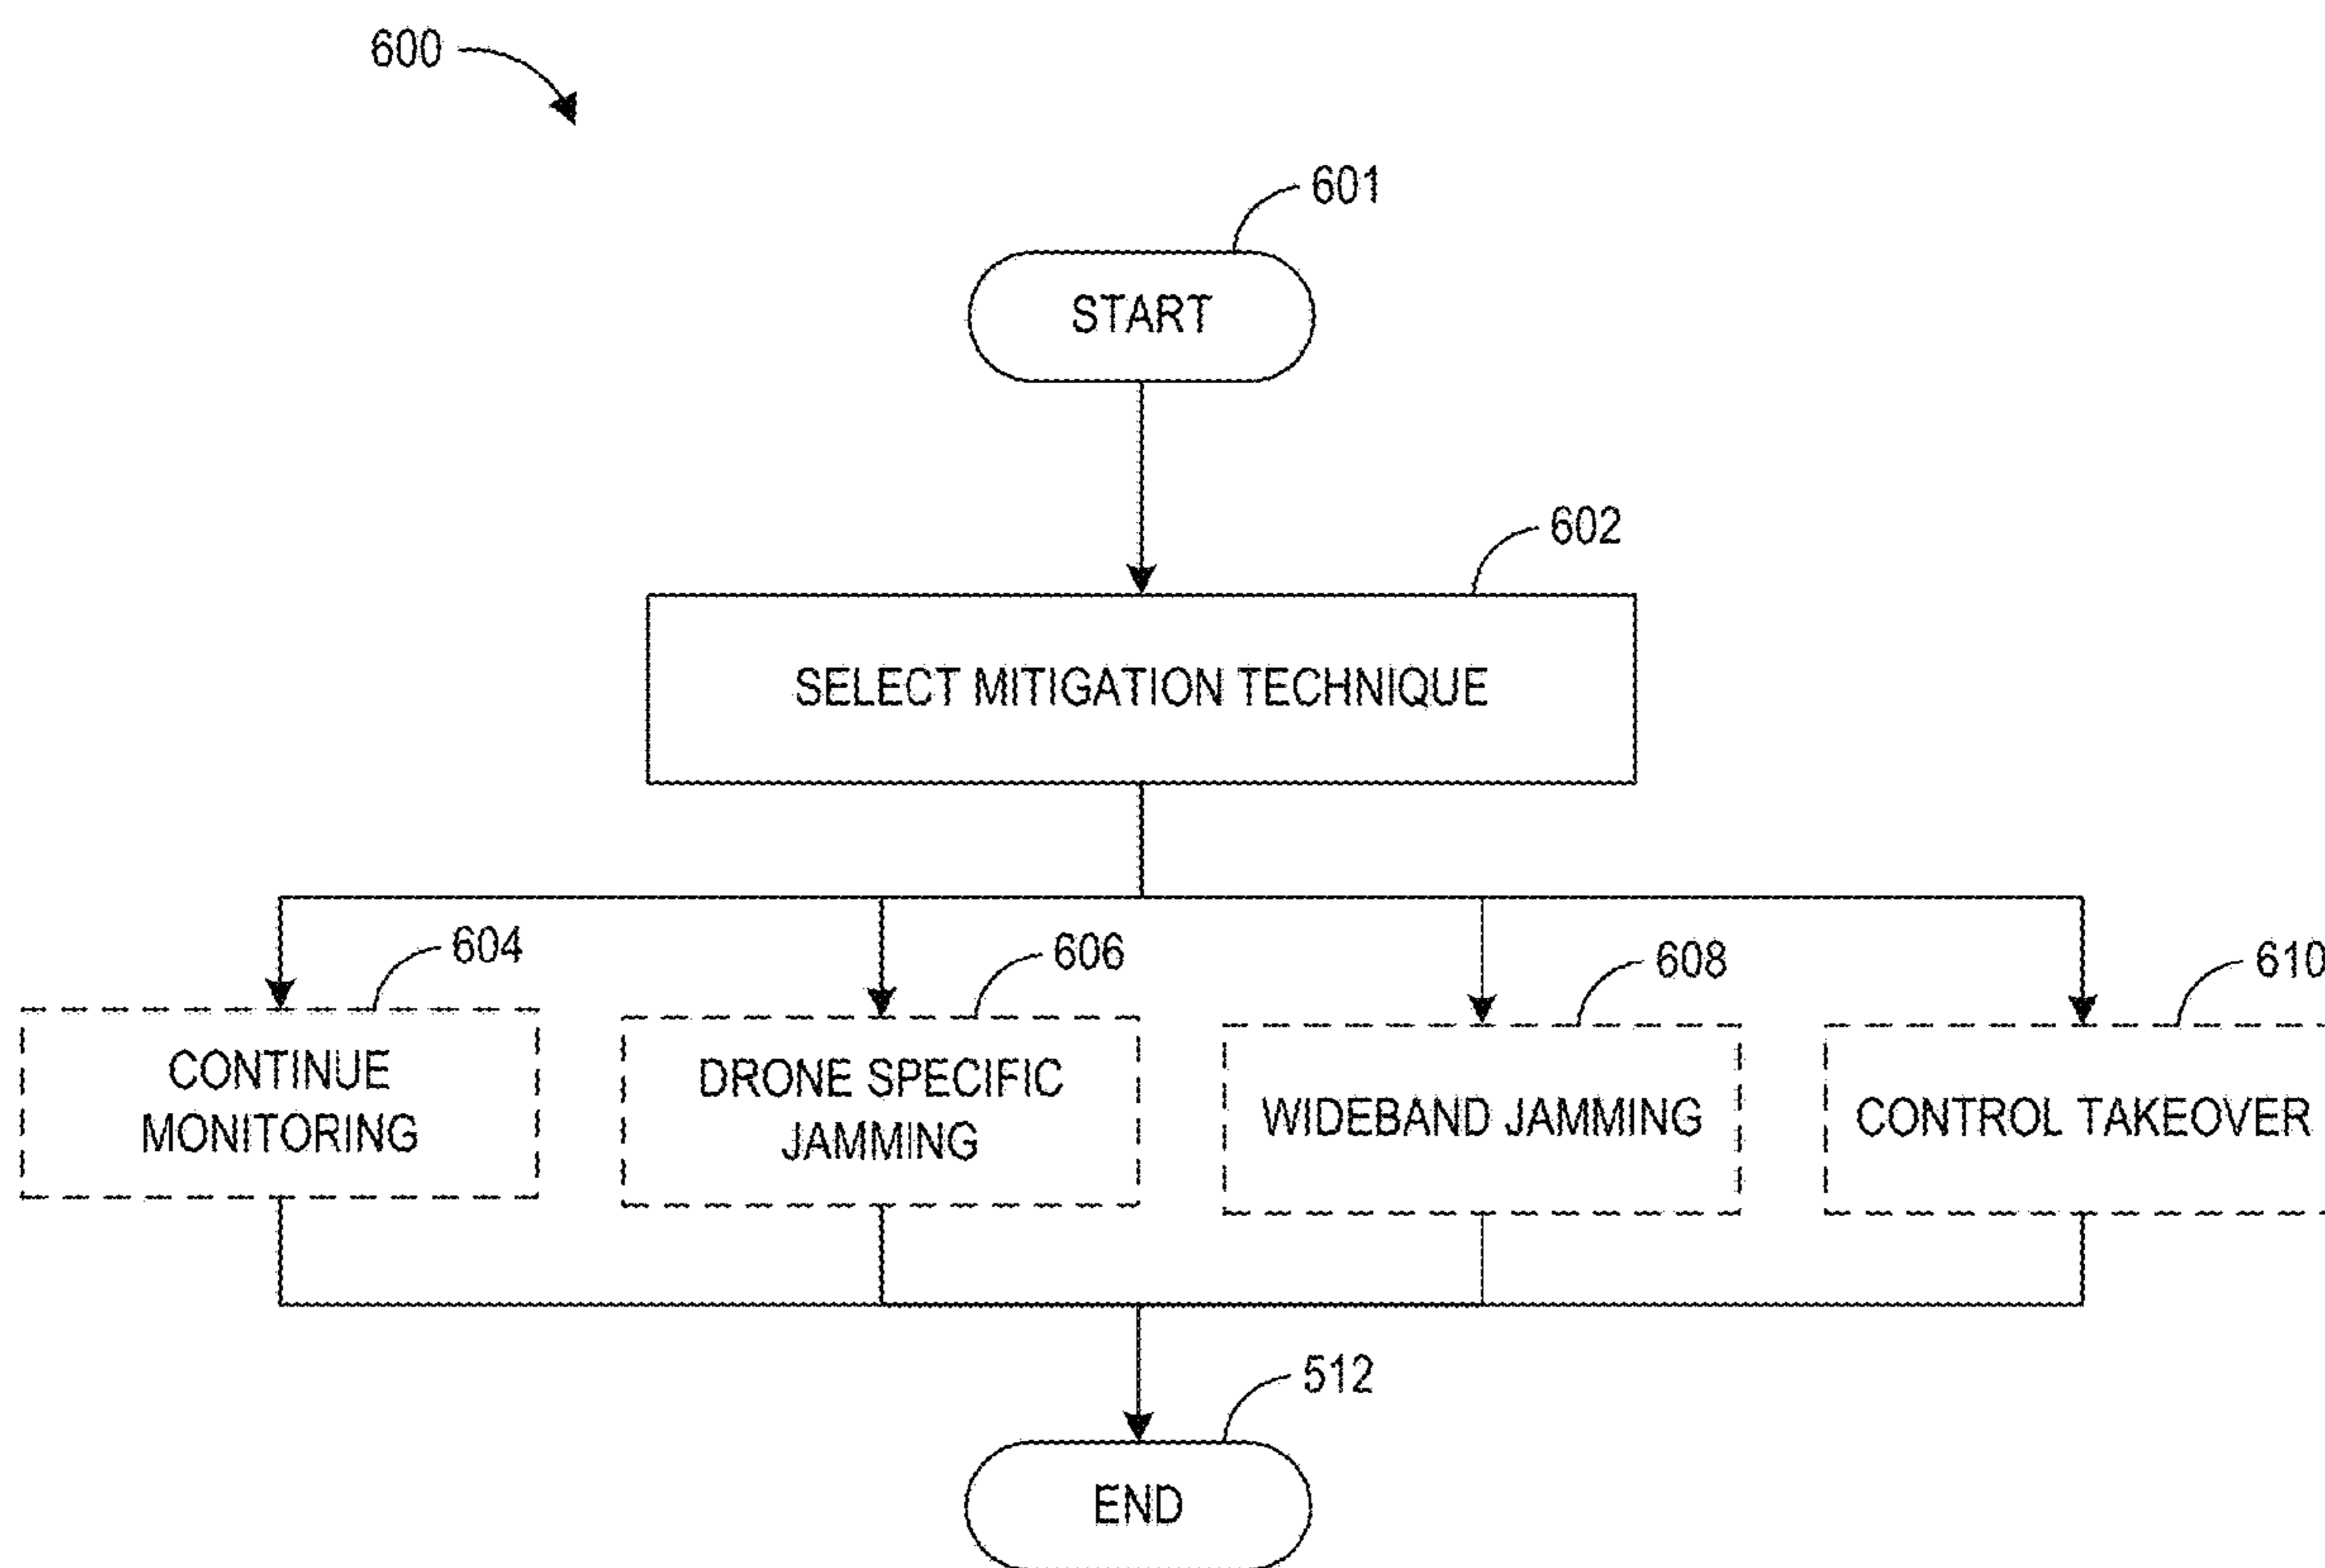 600
601
START
602
SELECT MITIGATION TECHNIQUE
604
606
608
610
CONTINUE
MONITORING
DRONE SPECIFIC
JAMMING
WIDEBAND JAMMING
CONTROL TAKEOVER
512
END